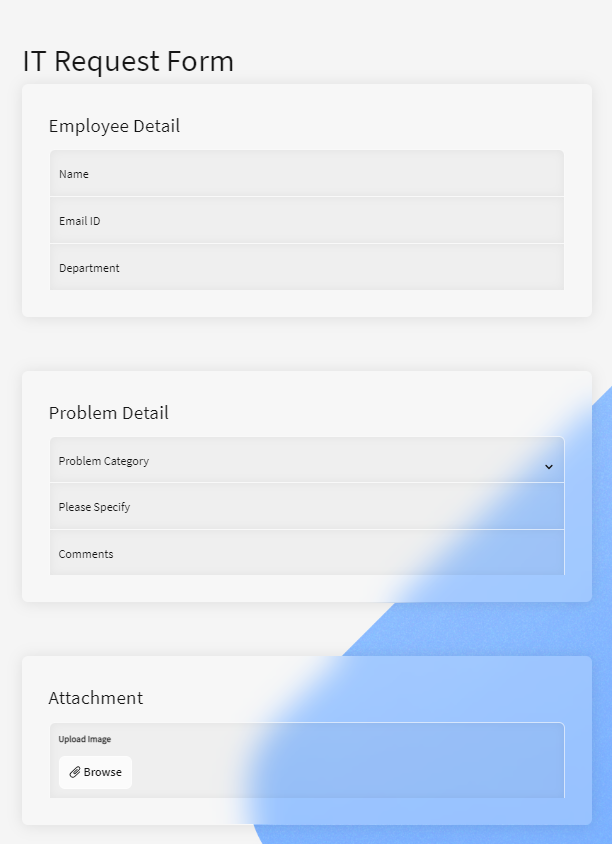 IT Request Form
Employee Detail
Name
Email ID
Department
Problem Detail
Problem Category
Please Specify
Comments
Attachment
Upload Image
Browse